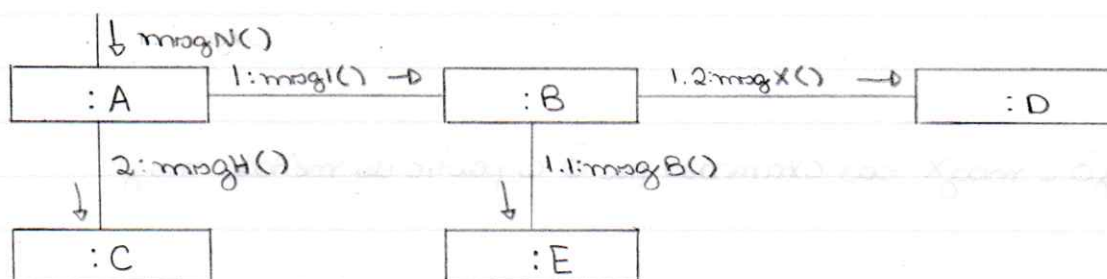 msgN()
:A
1:msg1() →
:B
1.2:msgX() →
:D
2:msgH()
1.1:msgB()
:C
:E